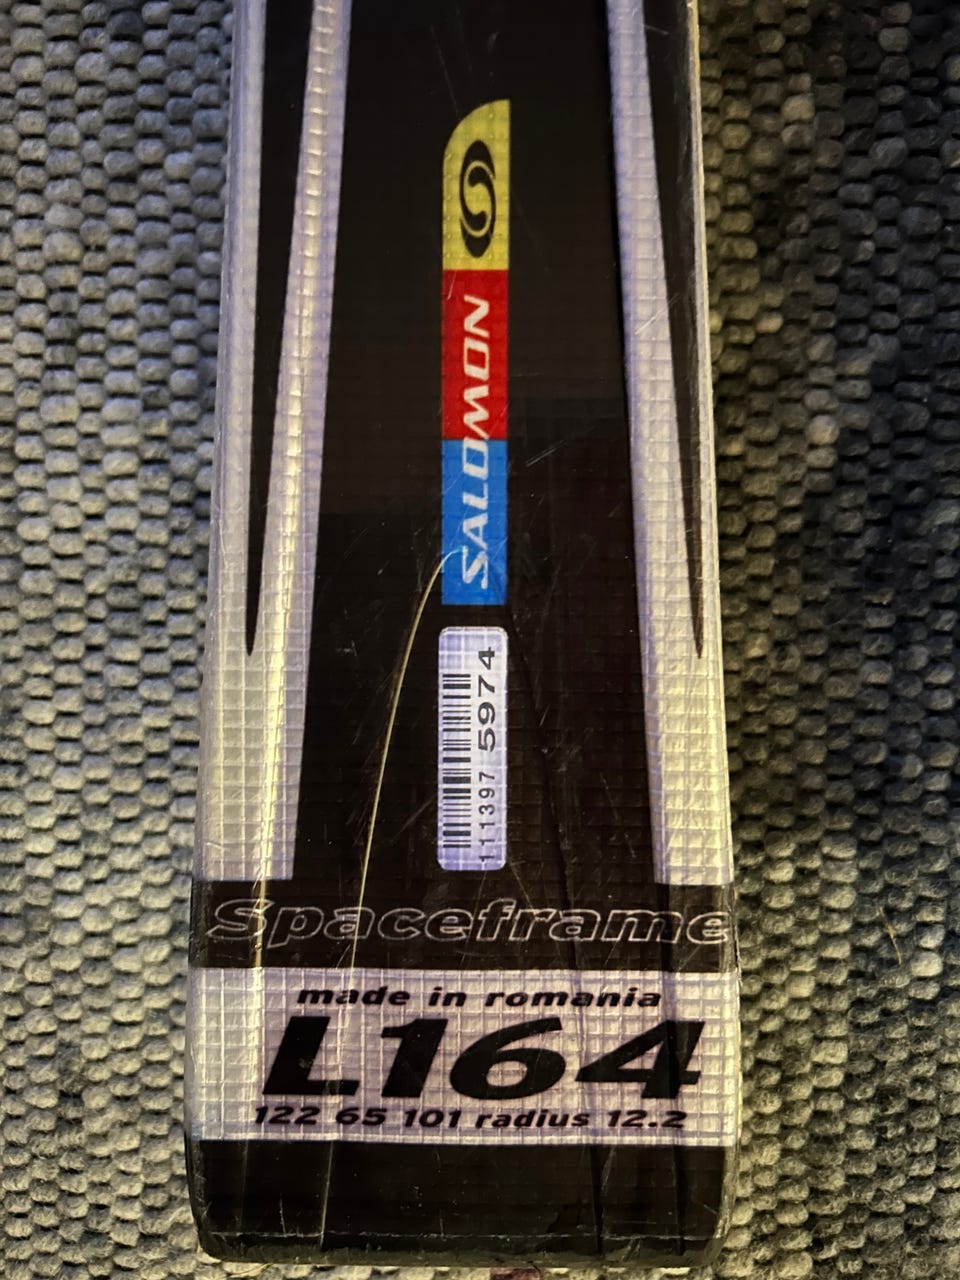 SALOMON
111397 5974
Spaceframe
made in romania
L164
122 65 101 radius 12.2